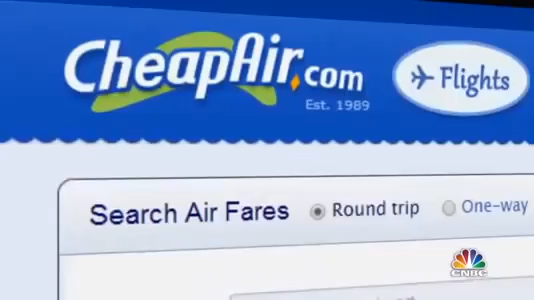 CheapAir.com
Est. 1989
Flights
Search Air Fares
Round trip
One-way
CNBC